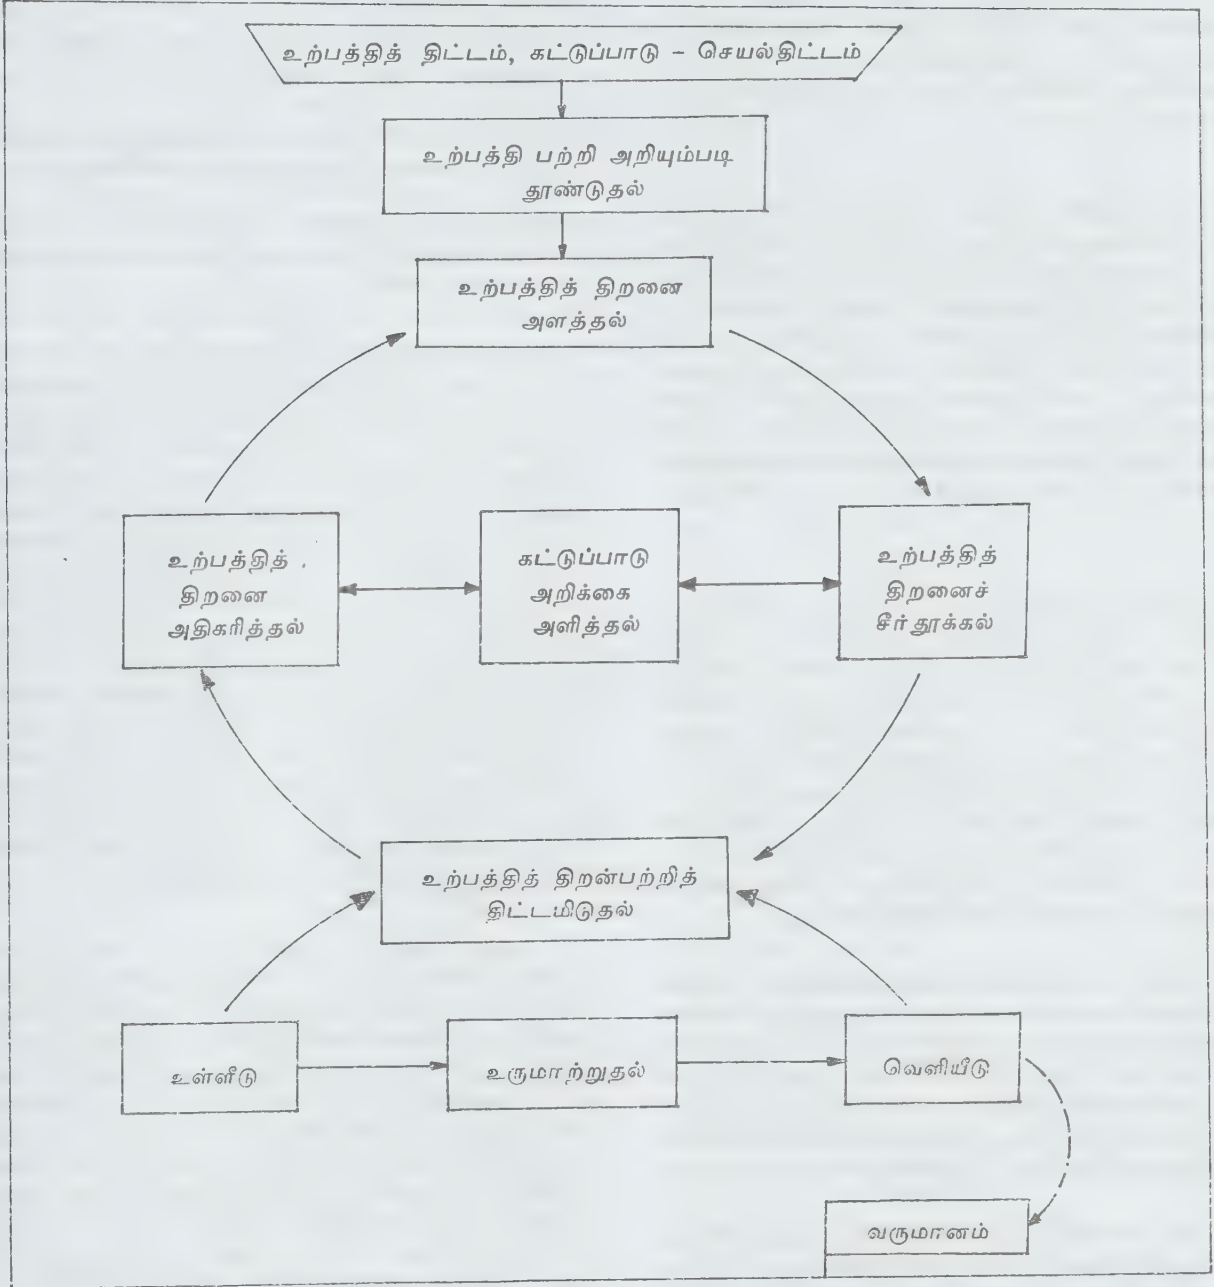 உற்பத்தித் திட்டம், கட்டுப்பாடு – செயல்திட்டம்
உற்பத்தி பற்றி அறியும்படி
தூண்டுதல்
உற்பத்தித் திறனை
அளத்தல்
உற்பத்தித்
திறனை
அதிகரித்தல்
கட்டுப்பாடு
அறிக்கை
அளித்தல்
உற்பத்தித்
திறனைச்
சீர்தூக்கல்
உற்பத்தித் திறன்பற்றித்
திட்டமிடுதல்
உள்ளீடு
உருமாற்றுதல்
வெளியீடு
வருமானம்